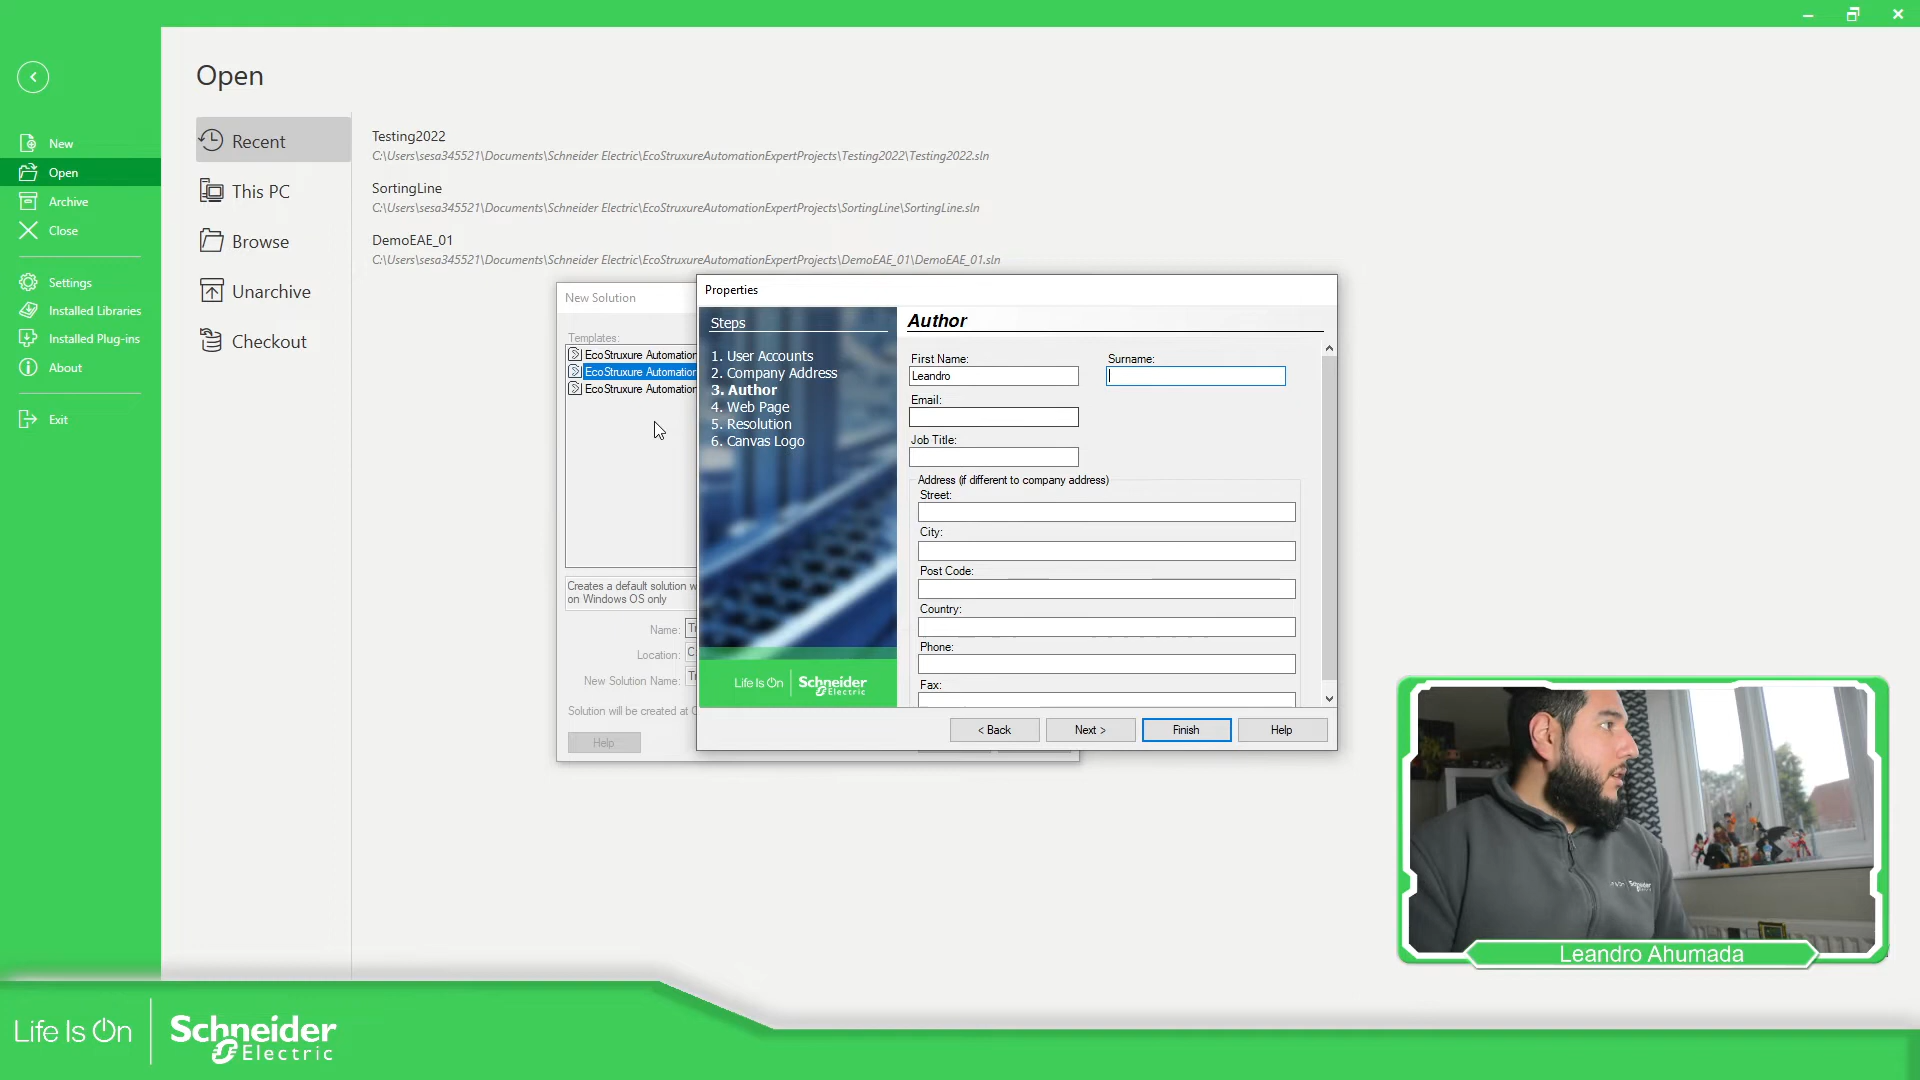 Open
New
Open
Archive
Close
Settings
Installed Libraries
Installed Plug-ins
About
Exit
Recent
This PC
Browse
Unarchive
Checkout
Testing2022
C:\Users\sesa345521\Documents\Schneider Electric\EcoStruxureAutomationExpertProjects\Testing2022\Testing2022.sln
SortingLine
C:\Users\sesa345521\Documents\Schneider Electric\EcoStruxureAutomationExpertProjects\SortingLine\SortingLine.sln
DemoEAE_01
C:\Users\sesa345521\Documents\Schneider Electric\EcoStruxureAutomationExpertProjects\DemoEAE_01\DemoEAE_01.sln
New Solution
Templates:
EcoStruxure Automation
EcoStruxure Automation
EcoStruxure Automation
Creates a default solution w
on Windows OS only
Name: Tr
Location: C
New Solution Name: Tr
Solution will be created at C
Help
Properties
Steps
1. User Accounts
2. Company Address
3. Author
4. Web Page
5. Resolution
6. Canvas Logo
Life Is On Schneider Electric
Author
First Name: Surname:
Leandro
Email:
Job Title:
Address (if different to company address)
Street:
City:
Post Code:
Country:
Phone:
Fax:
< Back Next > Finish Help
Schneider
Leandro Ahumada
Life Is On Schneider Electric